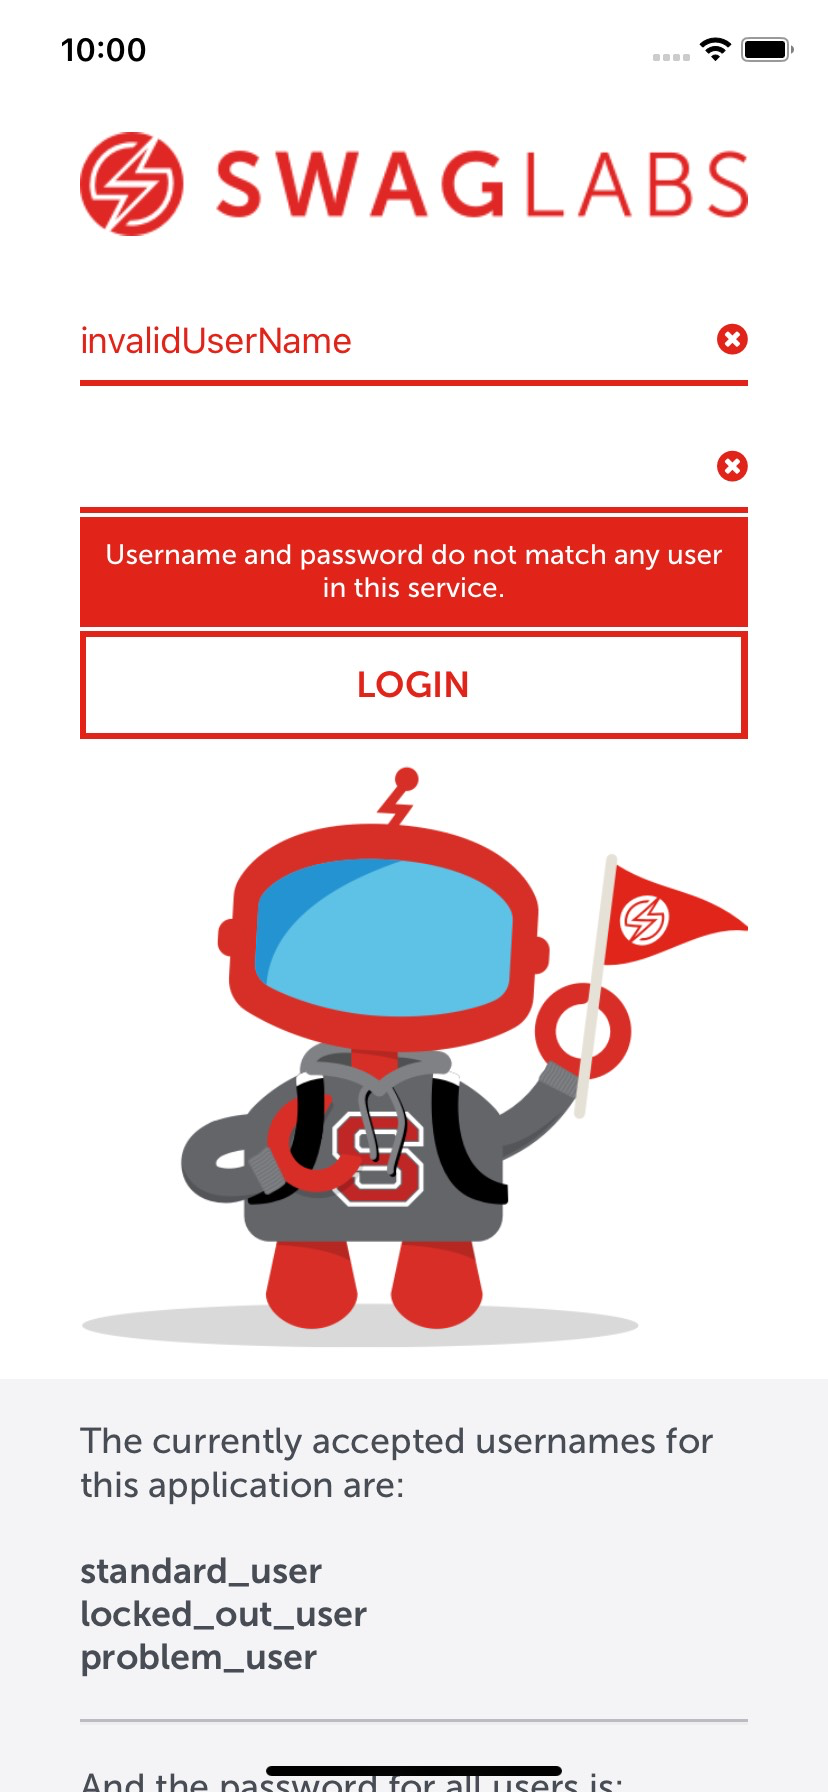 10:00
SWAGLABS
invalidUserName
Username and password do not match any user
in this service.
LOGIN
S
The currently accepted usernames for
this application are:
standard_user
locked_out_user
problem_user
And the password for all users is: